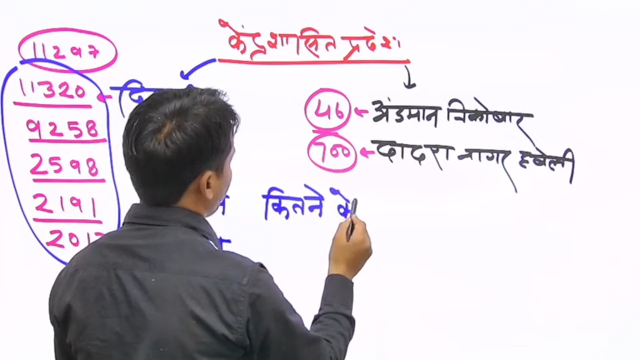 केंद्रशासित प्रदेशः
11297
11320
46 अंडमान निकोबार
9258
700 दादरा नागर हवेली
2598
2191
कितने के